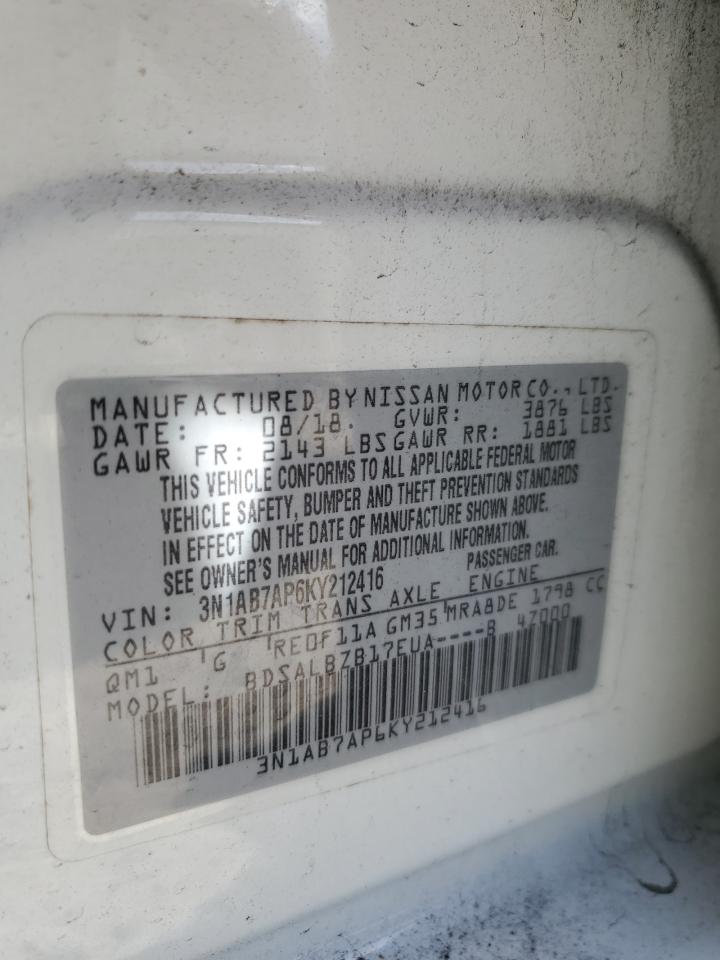 MANUFACTURED BY NISSAN MOTOR CO., LTD.
DATE: 08/18. GVWR: 3876 LBS
GAWR FR: 2143 LBS GAWR RR: 1881 LBS
THIS VEHICLE CONFORMS TO ALL APPLICABLE FEDERAL MOTOR
VEHICLE SAFETY, BUMPER AND THEFT PREVENTION STANDARDS
IN EFFECT ON THE DATE OF MANUFACTURE SHOWN ABOVE.
SEE OWNER'S MANUAL FOR ADDITIONAL INFORMATION.
PASSENGER CAR.
VIN: 3N1AB7AP6KY212416
COLOR TRIM TRANS AXLE ENGINE
QM1 G RE0F11A GM35 MRA8DE 1798 CC
MODEL: BDSALBZB17EUA----B 47000
3N1AB7AP6KY212416